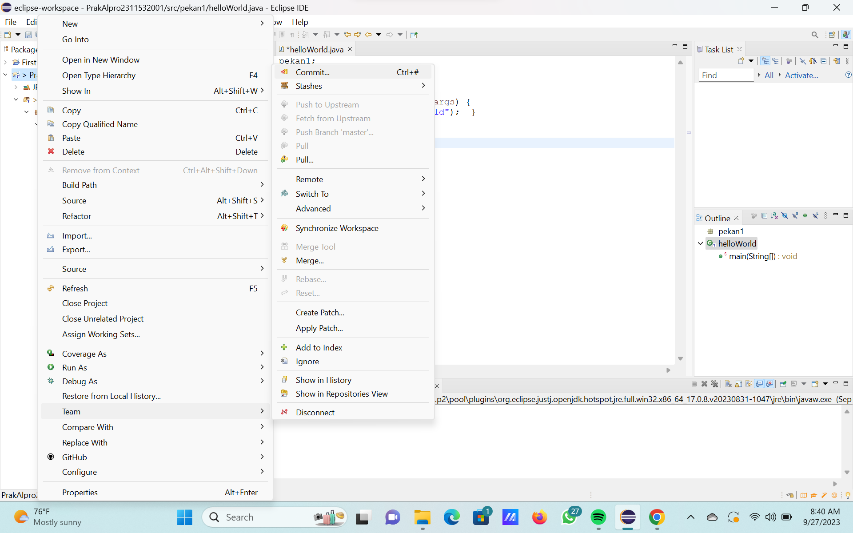 eclipse-workspace - PrakAlpro2311532001/src/pekan1/helloWorld.java - Eclipse IDE
File Edi ow Help
Package
First
> Pr
New
Go Into
Open in New Window
Open Type Hierarchy F4
Show In Alt+Shift+W >
Copy Ctrl+C
Copy Qualified Name
Paste Ctrl+V
Delete Delete
Remove from Context Ctrl+Alt+Shift+Down
Build Path
Source Alt+Shift+S >
Refactor Alt+Shift+T >
Import...
Export...
Source
Refresh F5
Close Project
Close Unrelated Project
Assign Working Sets...
Coverage As
Run As
Debug As
Restore from Local History...
Team
Compare With
Replace With
GitHub
Configure
Properties Alt+Enter
*helloWorld.java
pekan1;
args) {
ld"); }
Commit... Ctrl+#
Stashes
Push to Upstream
Fetch from Upstream
Push Branch 'master'...
Pull
Pull...
Remote
Switch To
Advanced
Synchronize Workspace
Merge Tool
Merge...
Rebase...
Reset...
Create Patch...
Apply Patch...
Add to Index
Ignore
Show in History
Show in Repositories View
Disconnect
Task List
Find All Activate...
Outline
pekan1
helloWorld
main(String[]) : void
.p2\pool\plugins\org.eclipse.justj.openjdk.hotspot.jre.full.win32.x86_64_17.0.8.v20230831-1047\jre\bin\javaw.exe (Sep
PrakAlpro
76°F
Mostly sunny
Search
1
27
8:40 AM
9/27/2023